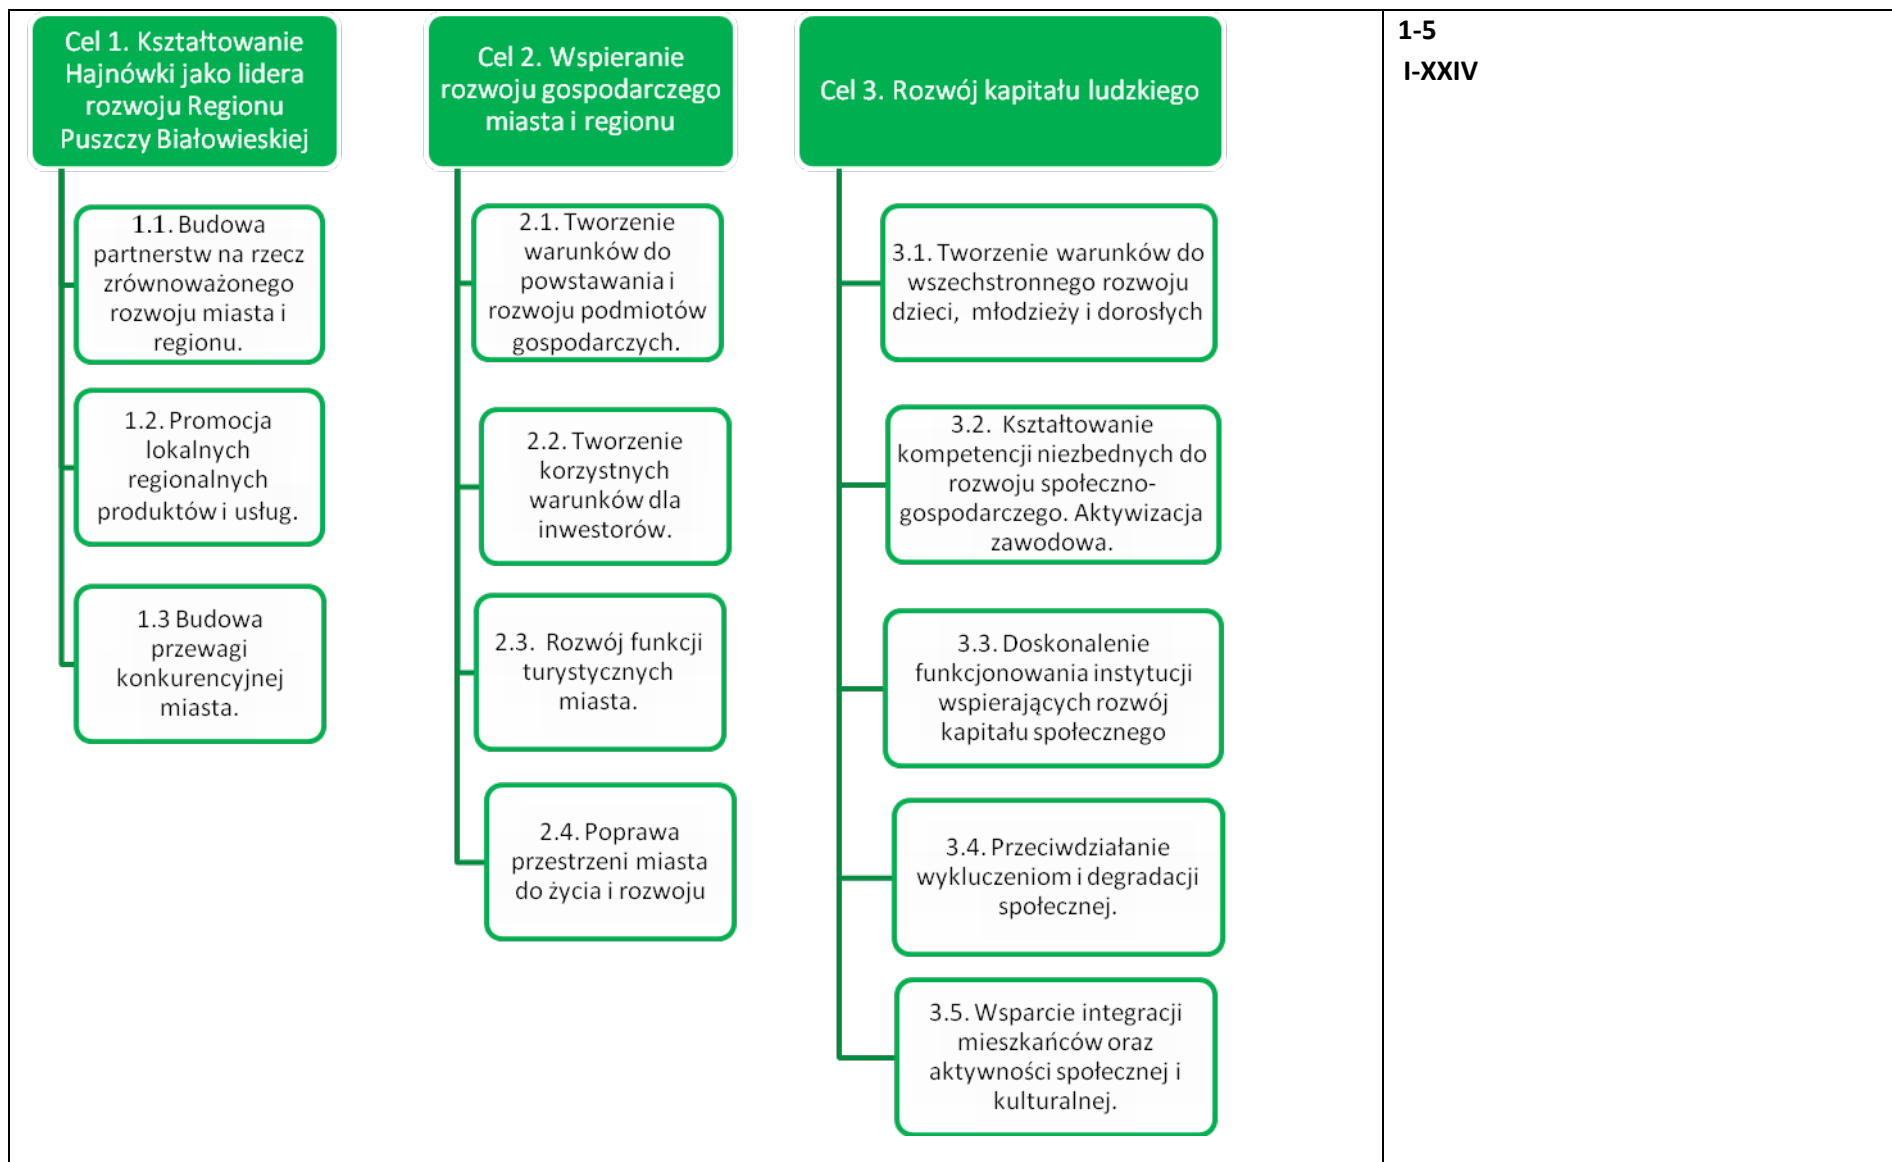 Cel 1. Kształtowanie
Hajnówki jako lidera
rozwoju Regionu
Puszczy Białowieskiej
1.1. Budowa
partnerstw na rzecz
zrównoważonego
rozwoju miasta i
regionu.
1.2. Promocja
lokalnych
regionalnych
produktów i usług.
1.3 Budowa
przewagi
konkurencyjnej
miasta.
Cel 2. Wspieranie
rozwoju gospodarczego
miasta i regionu
2.1. Tworzenie
warunków do
powstawania i
rozwoju podmiotów
gospodarczych.
2.2. Tworzenie
korzystnych
warunków dla
inwestorów.
2.3. Rozwój funkcji
turystycznych
miasta.
2.4. Poprawa
przestrzeni miasta
do życia i rozwoju
Cel 3. Rozwój kapitału ludzkiego
3.1. Tworzenie warunków do
wszechstronnego rozwoju
dzieci, młodzieży i dorosłych
3.2. Kształtowanie
kompetencji niezbednych do
rozwoju społeczno-
gospodarczego. Aktywizacja
zawodowa.
3.3. Doskonalenie
funkcjonowania instytucji
wspierających rozwój
kapitału społecznego
3.4. Przeciwdziałanie
wykluczeniom i degradacji
społecznej.
3.5. Wsparcie integracji
mieszkańców oraz
aktywności społecznej i
kulturalnej.
1-5
I-XXIV